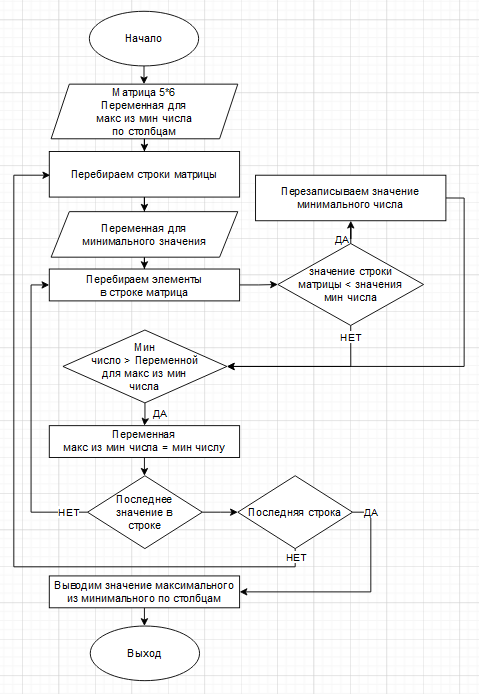 Начало
Матрица 5*6
Переменная для
макс из мин числа
по столбцам
Перебираем строки матрицы
Перезаписываем значение
минимального числа
Переменная для
минимального значения
ДА
Перебираем элементы
в строке матрица
значение строки
матрицы < значения
мин числа
НЕТ
Мин
число > Переменной
для макс из мин
числа
ДА
Переменная
макс из мин числа = мин числу
НЕТ
Последнее
значение в
строке
Последняя строка
ДА
НЕТ
Выводим значение максимального
из минимального по столбцам
Выход